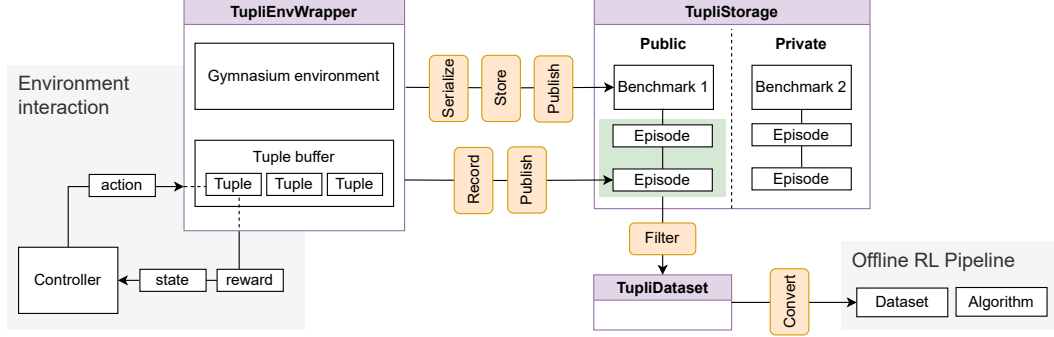 TupliEnvWrapper
TupliStorage
Public
Private
Environment
interaction
Gymnasium environment
Serialize
Store
Publish
Benchmark 1
Benchmark 2
Episode
Episode
Tuple buffer
action
Tuple
Tuple
Tuple
Record
Publish
Episode
Episode
Filter
Controller
state
reward
TupliDataset
Convert
Offline RL Pipeline
Dataset
Algorithm